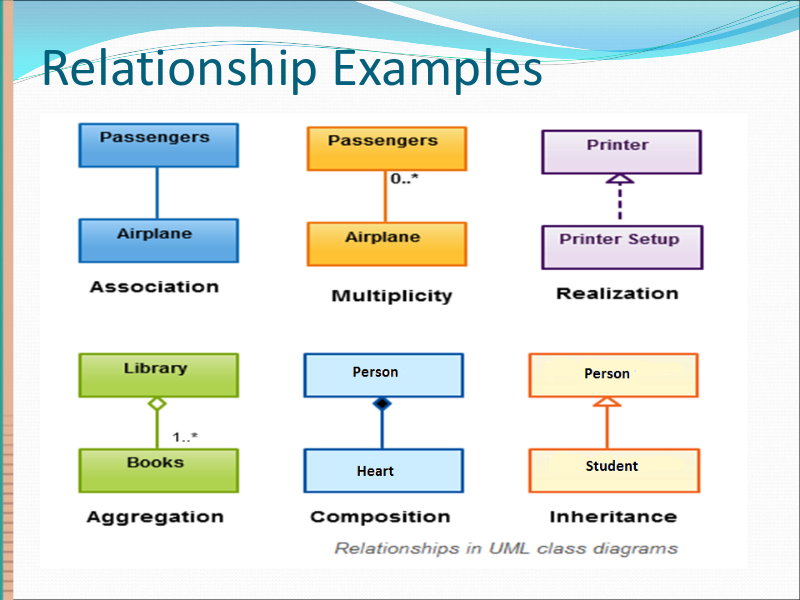 Relationship Examples
Passengers
Airplane
Association
Passengers
0..*
Airplane
Multiplicity
Printer
Printer Setup
Realization
Library
1..*
Books
Aggregation
Person
Heart
Composition
Person
Student
Inheritance
Relationships in UML class diagrams